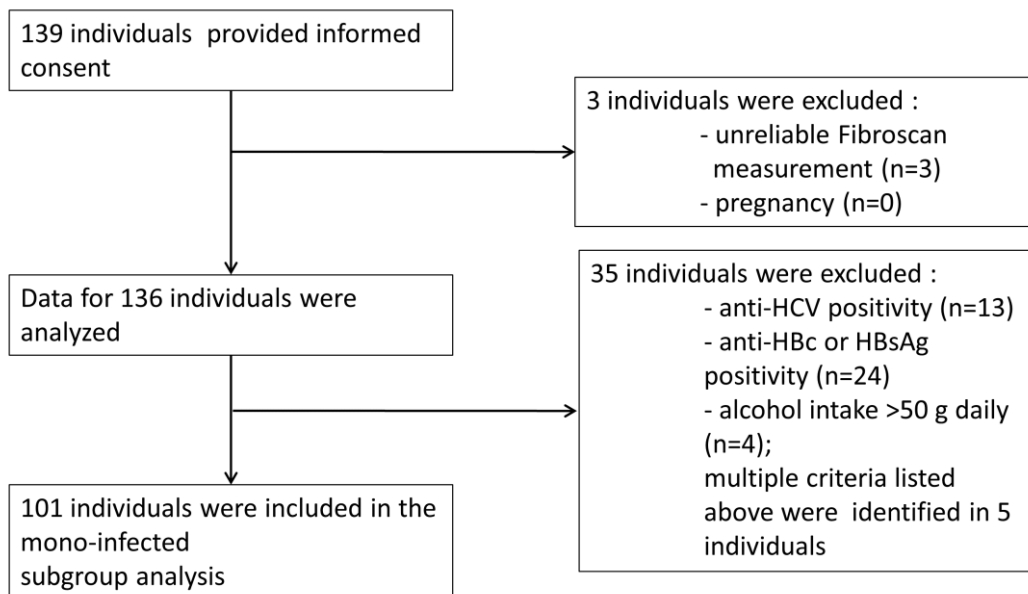 139 individuals provided informed
consent
3 individuals were excluded :
- unreliable Fibroscan
measurement (n=3)
- pregnancy (n=0)
Data for 136 individuals were
analyzed
35 individuals were excluded :
- anti-HCV positivity (n=13)
- anti-HBc or HBsAg
positivity (n=24)
- alcohol intake >50 g daily
(n=4);
multiple criteria listed
above were identified in 5
individuals
101 individuals were included in the
mono-infected
subgroup analysis